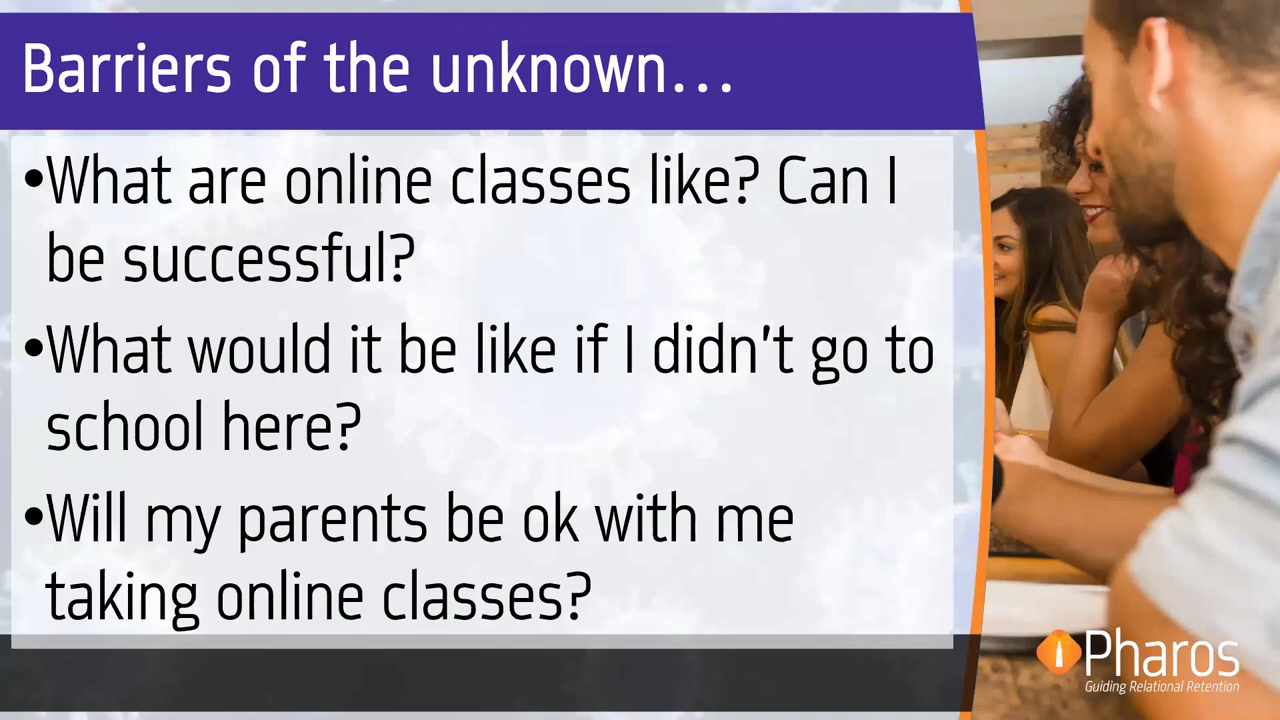 Barriers of the unknown...
•What are online classes like? Can I
be successful?
•What would it be like if I didn't go to
school here?
•Will my parents be ok with me
taking online classes?
Pharos
Guiding Relational Retention